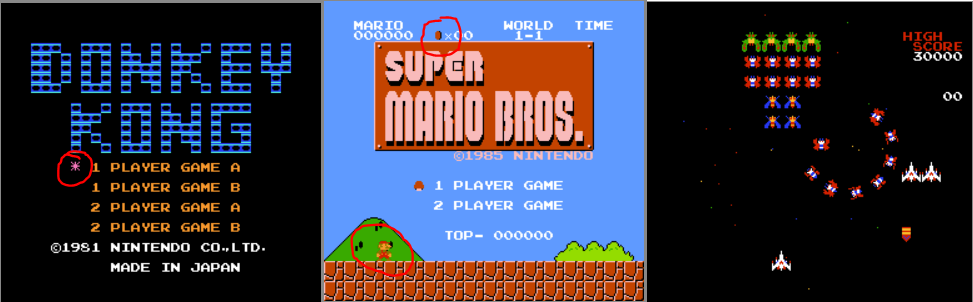 DONKEY
KONG
* 1 PLAYER GAME A
1 PLAYER GAME B
2 PLAYER GAME A
2 PLAYER GAME B
©1981 NINTENDO CO.,LTD.
MADE IN JAPAN
MARIO WORLD TIME
000000 ×00 1-1
SUPER
MARIO BROS.
©1985 NINTENDO
1 PLAYER GAME
2 PLAYER GAME
TOP- 000000
HIGH
SCORE
30000
00